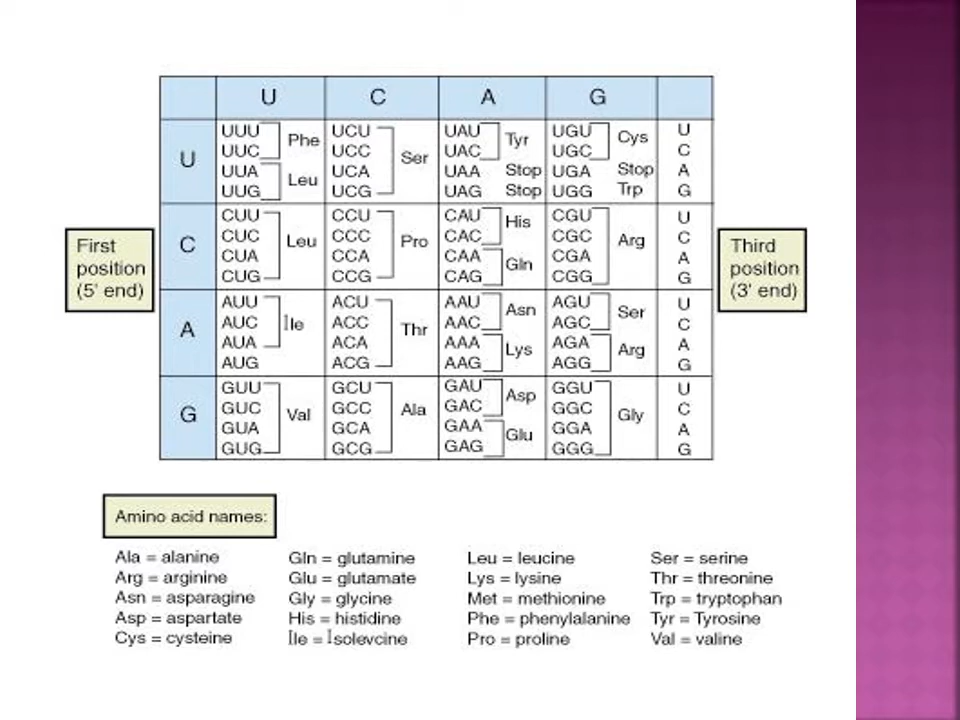 U C A G
U
UUU UUC Phe
UUA UUG Leu
UCU UCC UCA UCG Ser
UAU UAC Tyr
UAA Stop
UAG Stop
UGU UGC Cys
UGA Stop
UGG Trp
U C A G
First position (5' end)
C
CUU CUC CUA CUG Leu
CCU CCC CCA CCG Pro
CAU CAC His
CAA CAG Gln
CGU CGC CGA CGG Arg
U C A G
Third position (3' end)
A
AUU AUC AUA Ile
AUG
ACU ACC ACA ACG Thr
AAU AAC Asn
AAA AAG Lys
AGU AGC Ser
AGA AGG Arg
U C A G
G
GUU GUC GUA GUG Val
GCU GCC GCA GCG Ala
GAU GAC Asp
GAA GAG Glu
GGU GGC GGA GGG Gly
U C A G
Amino acid names:
Ala = alanine
Arg = arginine
Asn = asparagine
Asp = aspartate
Cys = cysteine
Gln = glutamine
Glu = glutamate
Gly = glycine
His = histidine
Ile = Isolevcine
Leu = leucine
Lys = lysine
Met = methionine
Phe = phenylalanine
Pro = proline
Ser = serine
Thr = threonine
Trp = tryptophan
Tyr = Tyrosine
Val = valine